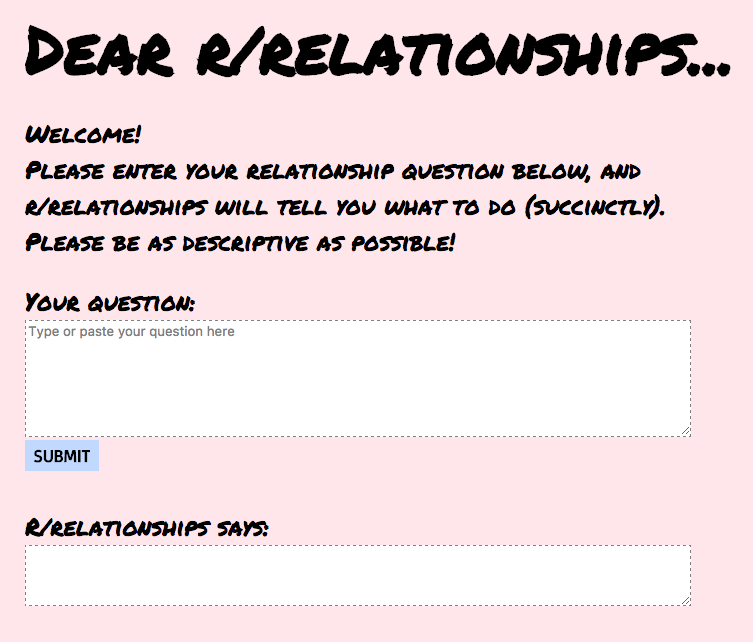 Dear r/relationships...
Welcome!
Please enter your relationship question below, and
r/relationships will tell you what to do (succinctly).
Please be as descriptive as possible!
Your question:
Type or paste your question here
SUBMIT
R/relationships says: